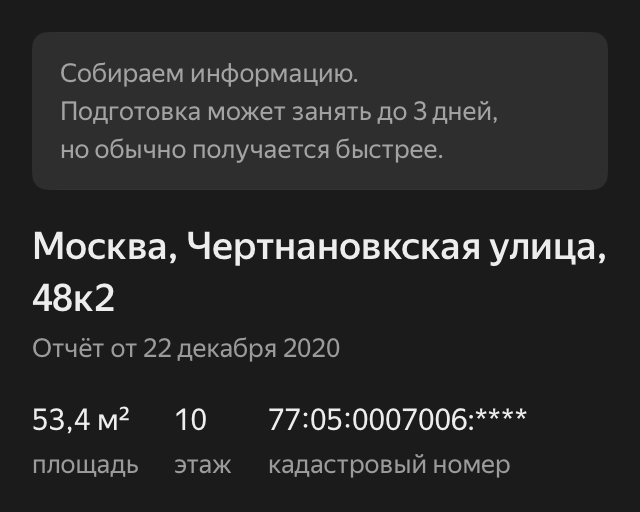 Собираем информацию.
Подготовка может занять до 3 дней,
но обычно получается быстрее.
Москва, Чертнановкская улица,
48к2
Отчёт от 22 декабря 2020
53,4 м² 10 77:05:0007006:****
площадь этаж кадастровый номер